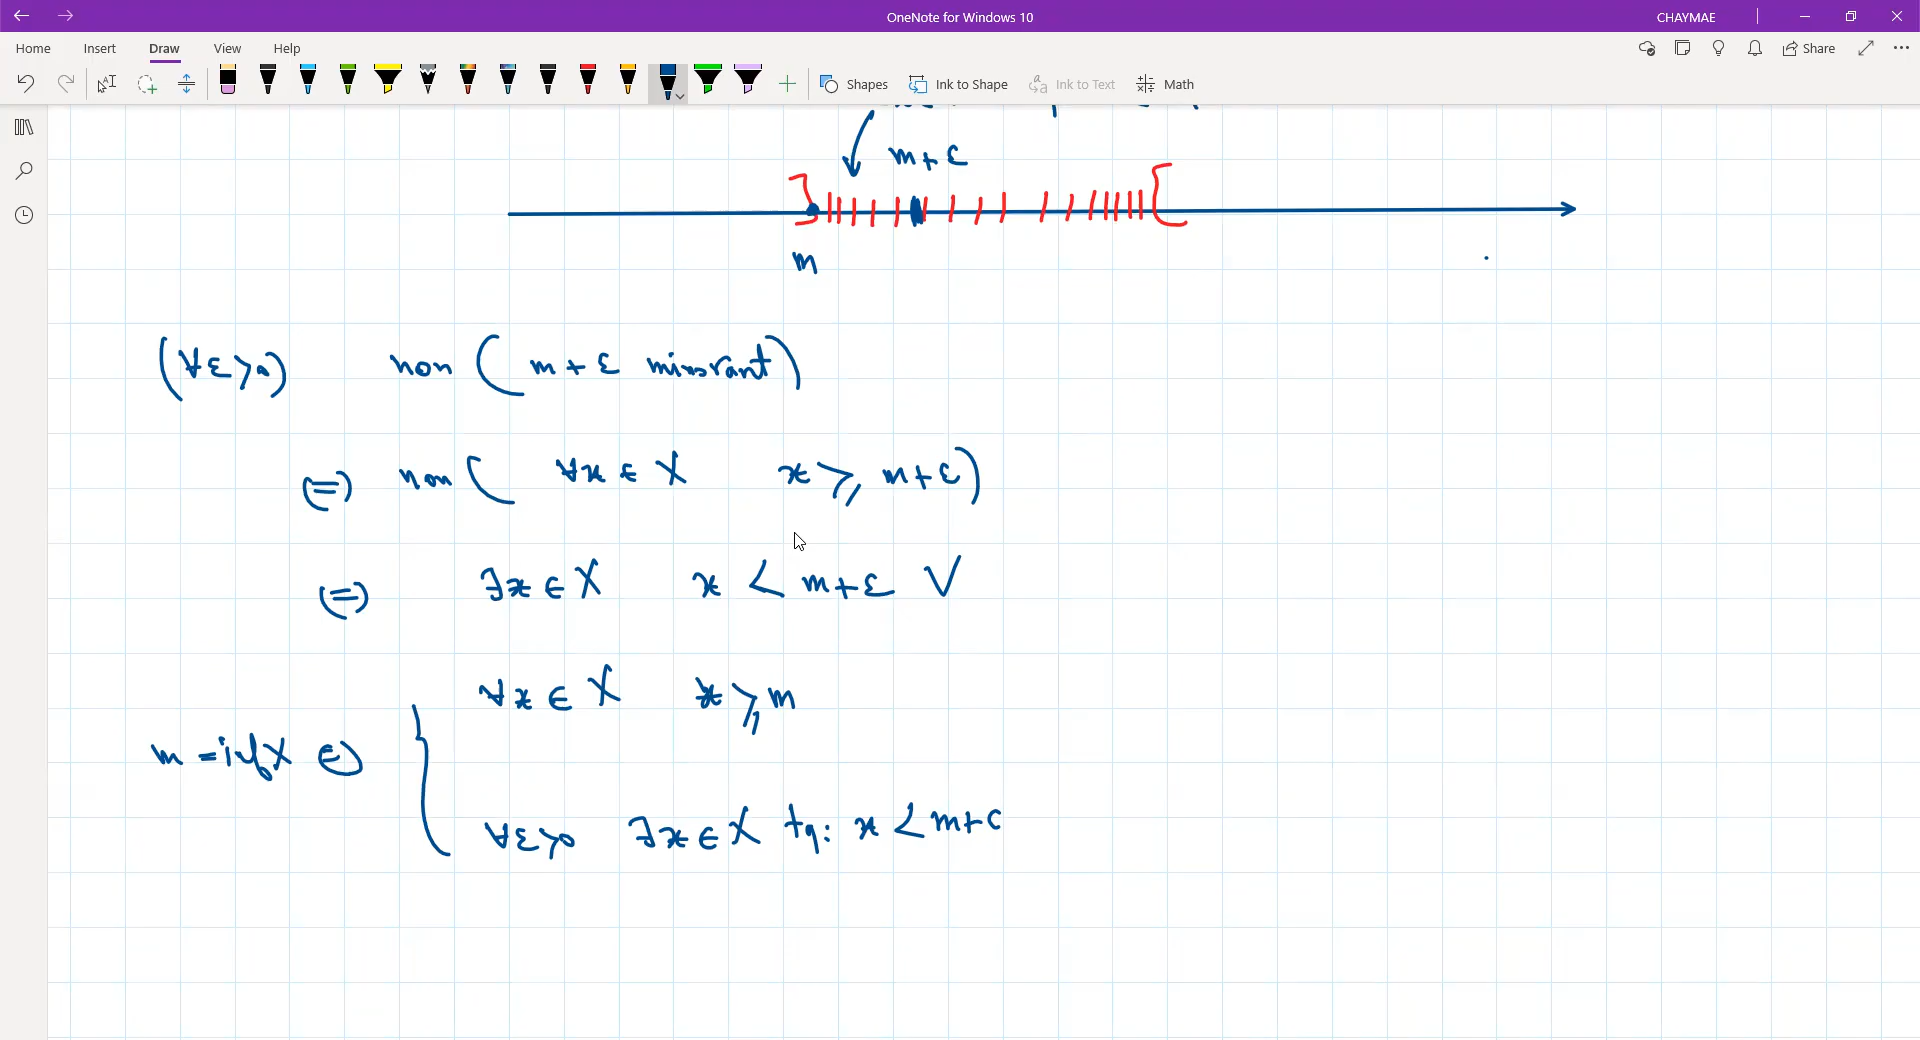 OneNote for Windows 10
CHAYMAE
Home Insert Draw View Help
Share
Shapes Ink to Shape Ink to Text Math
m+ε
m
(∀ε>0) non (m+ε minorant)
⇔ non ( ∀x ∈ X x ⩾ m+ε)
⇔ ∃x ∈ X x < m+ε √
∀x ∈ X x ⩾ m
m = inf X ⇔
∀ε>0 ∃x ∈ X tq: x < m+ε